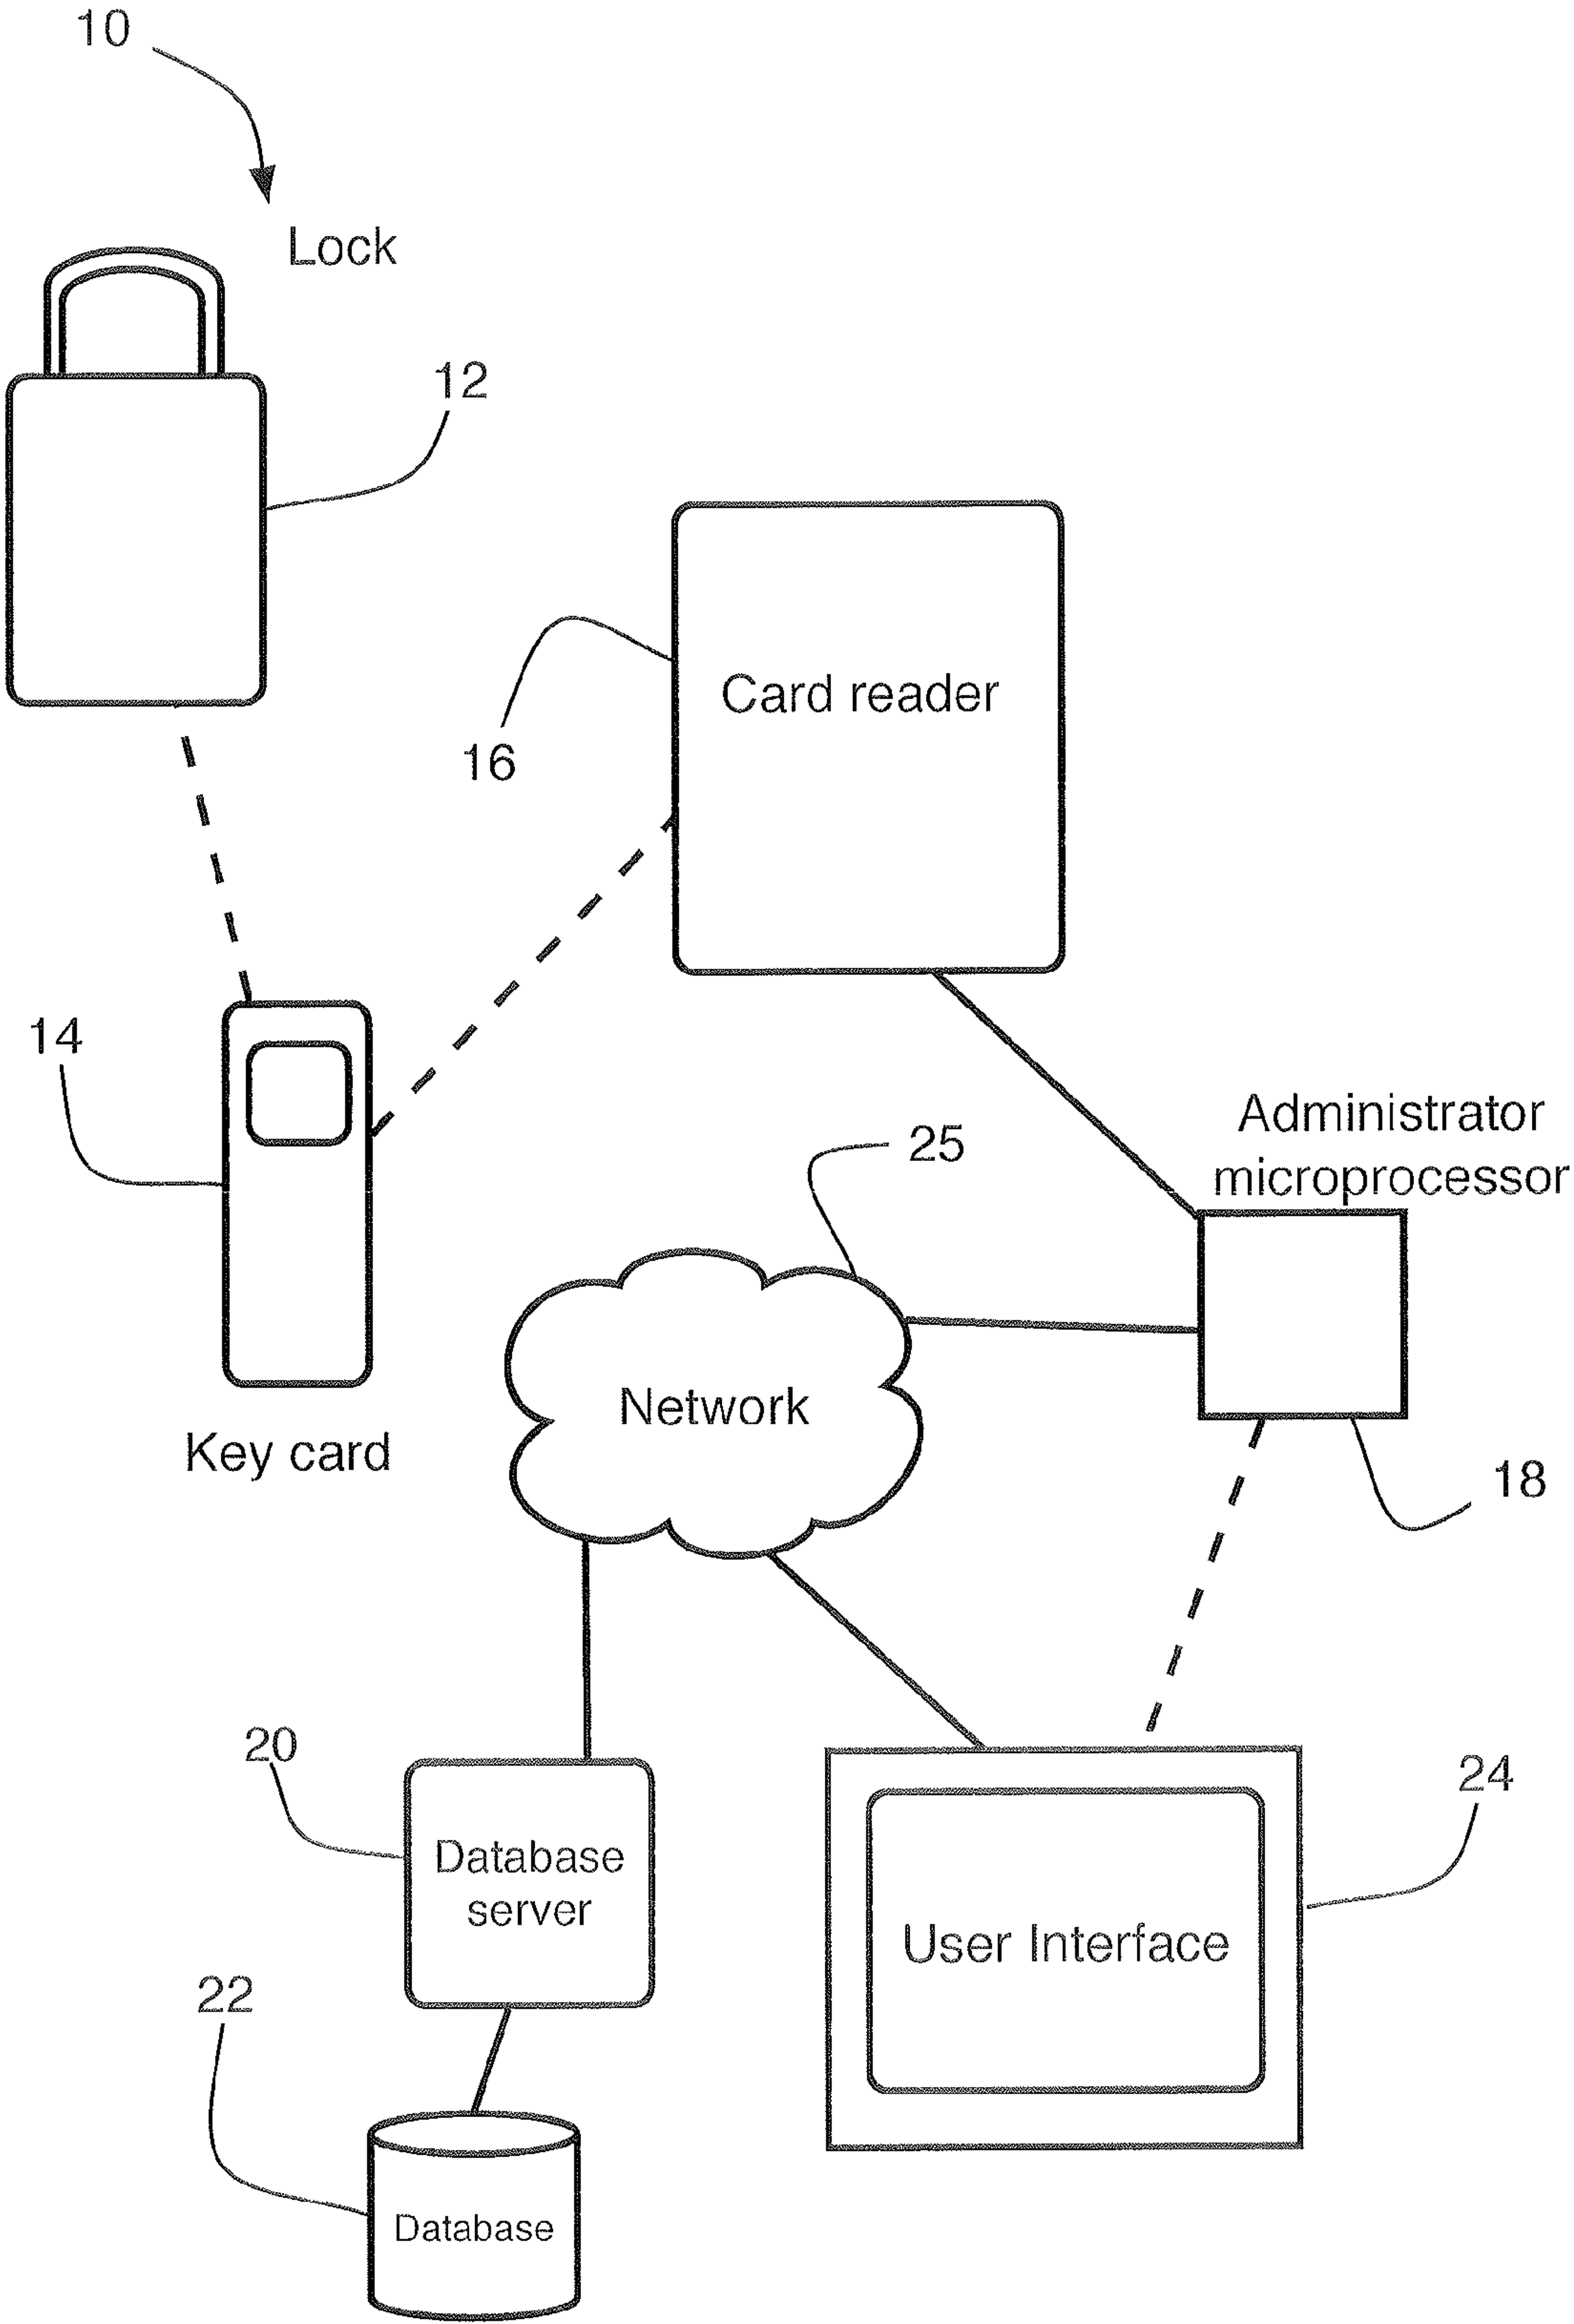 10
Lock
12
Card reader
16
14
25
Administrator
microprocessor
Network
Key card
18
20
24
Database
server
User Interface
22
Database